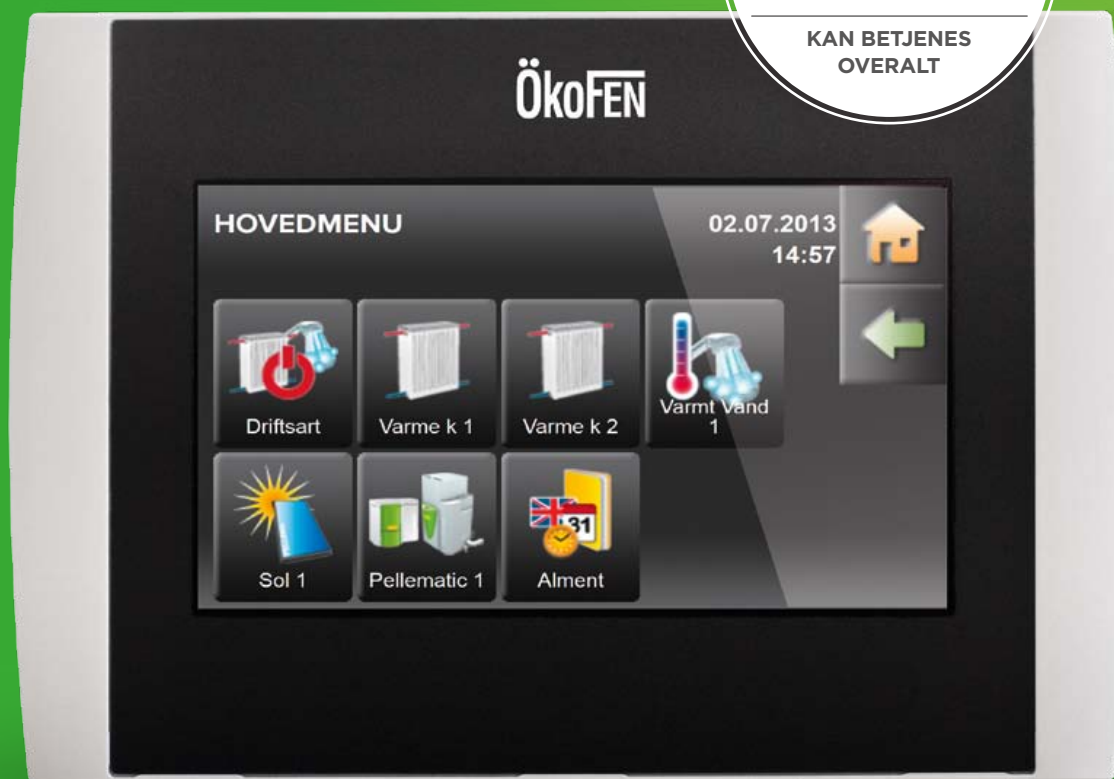 KAN BETJENES
OVERALT
ÖkoFEN
HOVEDMENU
02.07.2013
14:57
Driftsart
Varme k 1
Varme k 2
Varmt Vand
1
Sol 1
Pellematic 1
31
Alment